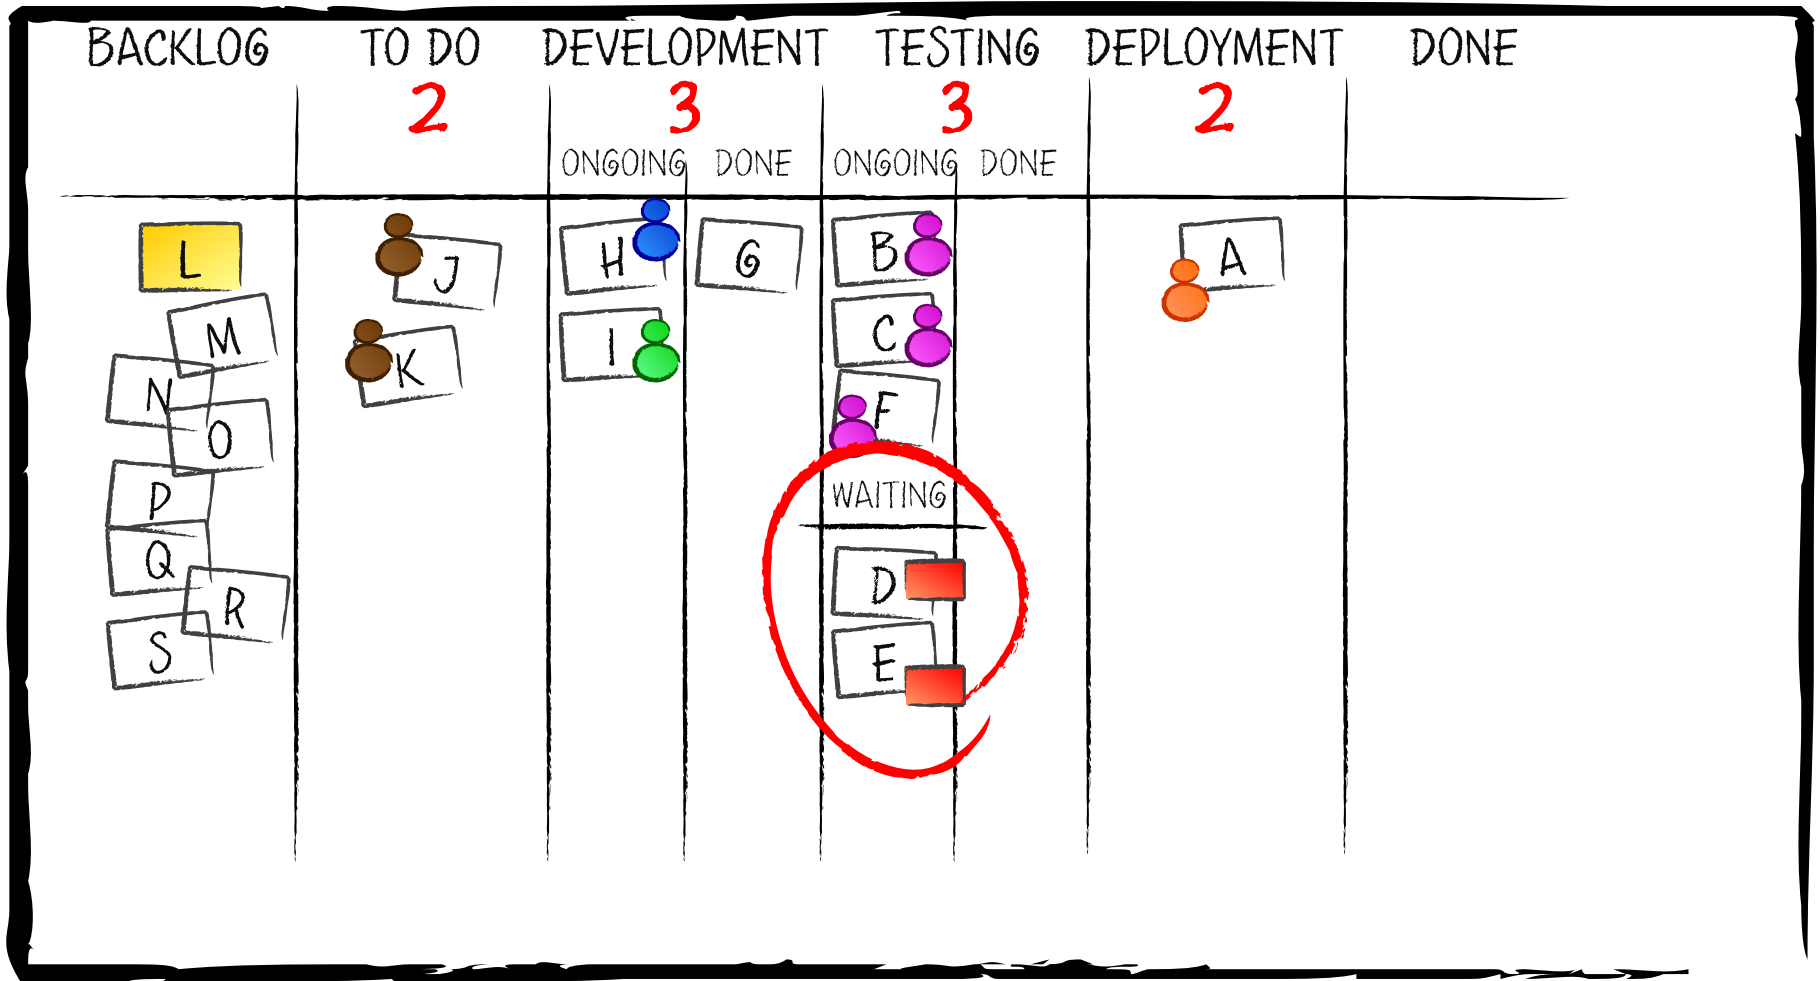 BACKLOG
TO DO
DEVELOPMENT
TESTING
DEPLOYMENT
DONE
2
3
3
2
ONGOING
DONE
ONGOING
DONE
L
M
N
O
P
Q
R
S
J
K
H
I
G
B
C
F
WAITING
D
E
A